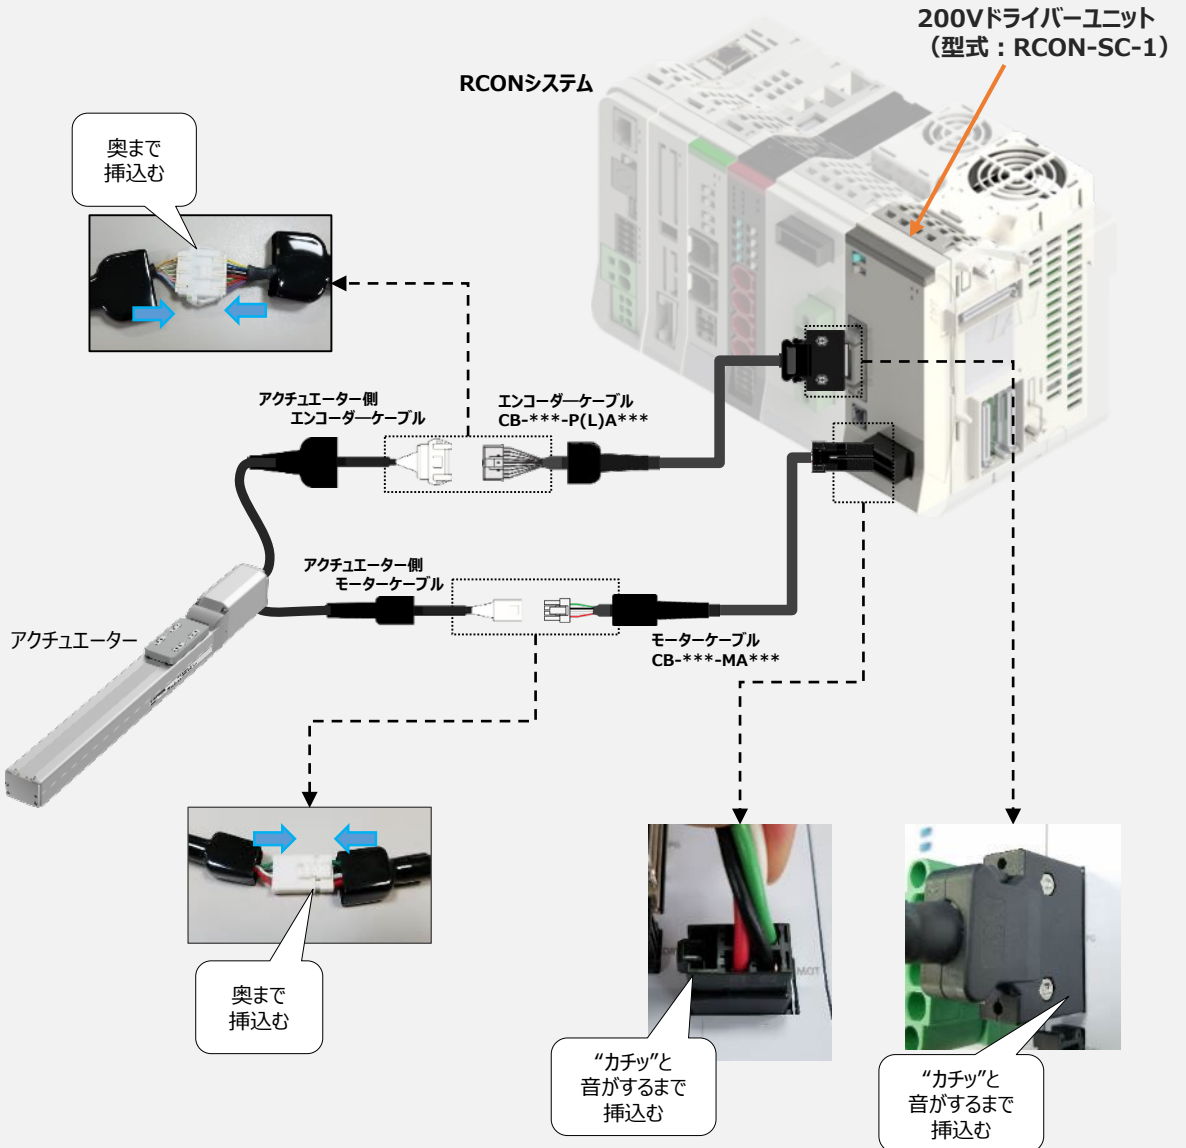 200Vドライバーユニット
（型式：RCON-SC-1）
RCONシステム
奥まで
挿込む
アクチュエーター側
エンコーダ―ケーブル
エンコーダ―ケーブル
CB-***-P(L)A***
アクチュエーター側
モーターケーブル
アクチュエーター
モーターケーブル
CB-***-MA***
奥まで
挿込む
MOT
“カチッ”と
音がするまで
挿込む
“カチッ”と
音がするまで
挿込む